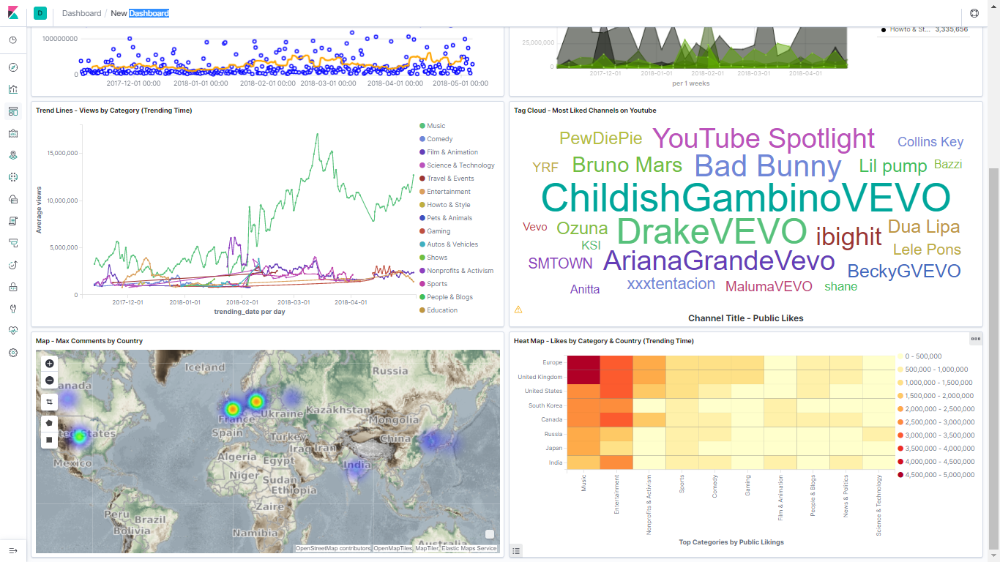 D Dashboard / New Dashboard
100000000
0
2017-12-01 00:00 2018-01-01 00:00 2018-02-01 00:00 2018-03-01 00:00 2018-04-01 00:00 2018-05-01 00:00
Howto & St... 3,335,656
25,000,000
0
2017-12-01 2018-01-01 2018-02-01 2018-03-01 2018-04-01
per 1 weeks
Trend Lines - Views by Category (Trending Time)
Average views
15,000,000
10,000,000
5,000,000
0
2017-12-01 2018-01-01 2018-02-01 2018-03-01 2018-04-01
trending_date per day
Music
Comedy
Film & Animation
Science & Technology
Travel & Events
Entertainment
Howto & Style
Pets & Animals
Gaming
Autos & Vehicles
Shows
Nonprofits & Activism
Sports
People & Blogs
Education
Tag Cloud - Most Liked Channels on Youtube
PewDiePie YouTube Spotlight Collins Key
YRF Bruno Mars Bad Bunny Lil pump Bazzi
ChildishGambinoVEVO
Vevo Ozuna DrakeVEVO ibighit Dua Lipa
KSI Lele Pons
SMTOWN ArianaGrandeVevo BeckyGVEVO
Anitta xxxtentacion MalumaVEVO shane
Channel Title - Public Likes
Map - Max Comments by Country
Iceland
Russia
Canada
Kazakhstan
Ukraine
France
Mongolia
United States
Spain
Turkey
China
Iraq Iran
Mexico
Algeria
Egypt
India
Niger
Sudan
Ethiopia
Zaire
Peru
Brazil
Bolivia
Namibia
Australia
OpenStreetMap contributors, OpenMapTiles, MapTiler, Elastic Maps Service
Heat Map - Likes by Category & Country (Trending Time)
Europe
United Kingdom
United States
South Korea
Canada
Russia
Japan
India
Music
Entertainment
Nonprofits & Activism
Sports
Comedy
Gaming
Film & Animation
People & Blogs
News & Politics
Science & Technology
Top Categories by Public Likings
0 - 500,000
500,000 - 1,000,000
1,000,000 - 1,500,000
1,500,000 - 2,000,000
2,000,000 - 2,500,000
2,500,000 - 3,000,000
3,000,000 - 3,500,000
3,500,000 - 4,000,000
4,000,000 - 4,500,000
4,500,000 - 5,000,000